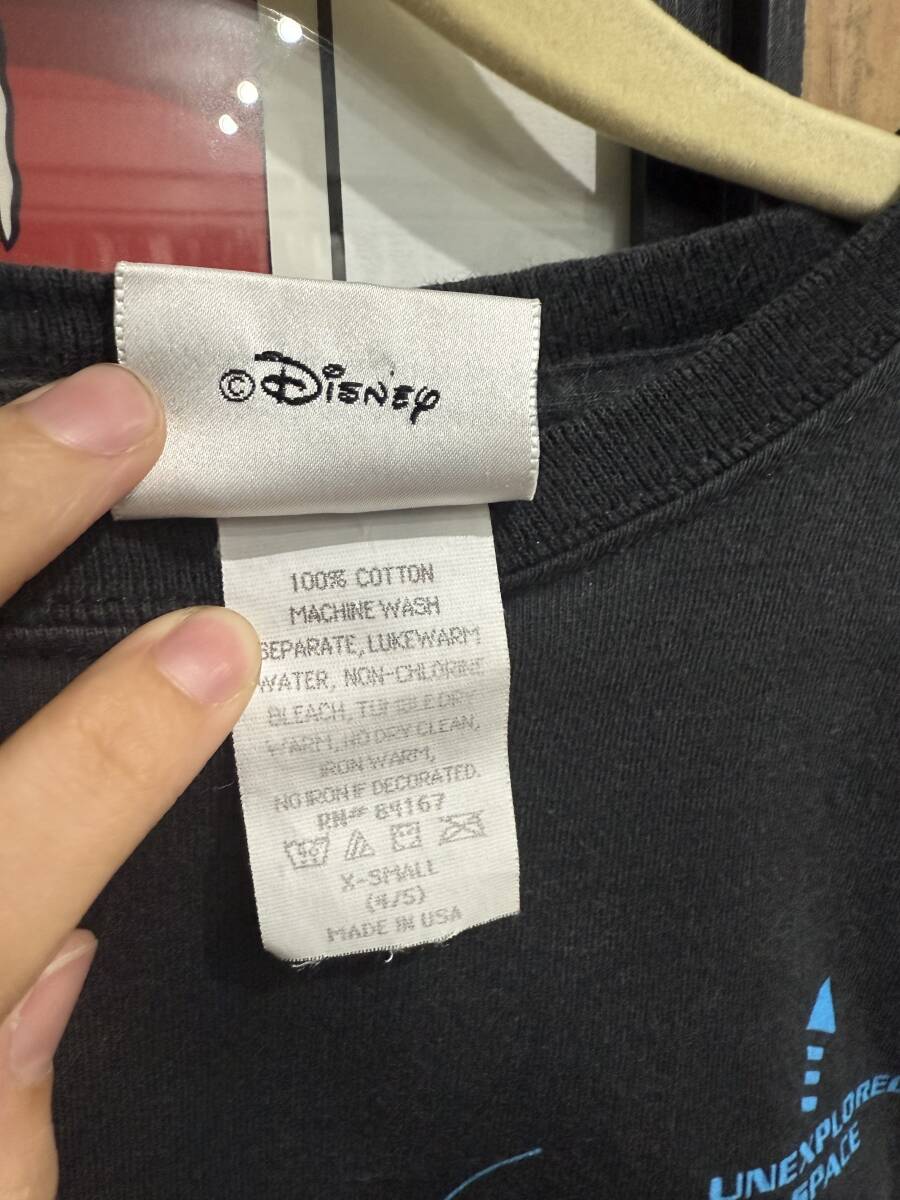 ©Disney
100% COTTON
MACHINE WASH
SEPARATE, LUKEWARM
WATER, NON-CHLORINE
BLEACH, TUMBLE DRY
WARM, NO DRY CLEAN,
IRON WARM,
NO IRON IF DECORATED.
RN# 84167
X-SMALL
(4/5)
MADE IN USA
UNEXPLORED
SPACE